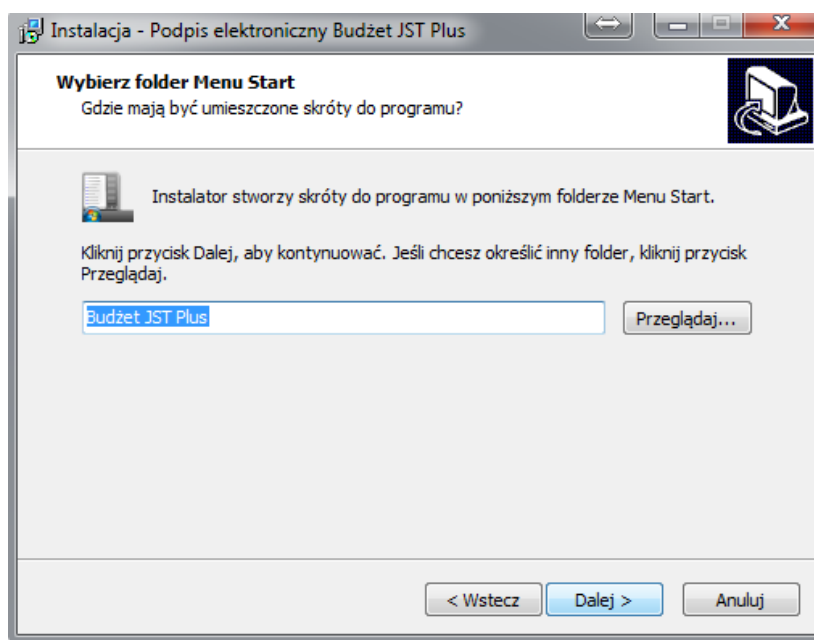 Instalacja - Podpis elektroniczny Budżet JST Plus
Wybierz folder Menu Start
Gdzie mają być umieszczone skróty do programu?
Instalator stworzy skróty do programu w poniższym folderze Menu Start.
Kliknij przycisk Dalej, aby kontynuować. Jeśli chcesz określić inny folder, kliknij przycisk
Przeglądaj.
Budżet JST Plus
Przeglądaj...
< Wstecz
Dalej >
Anuluj